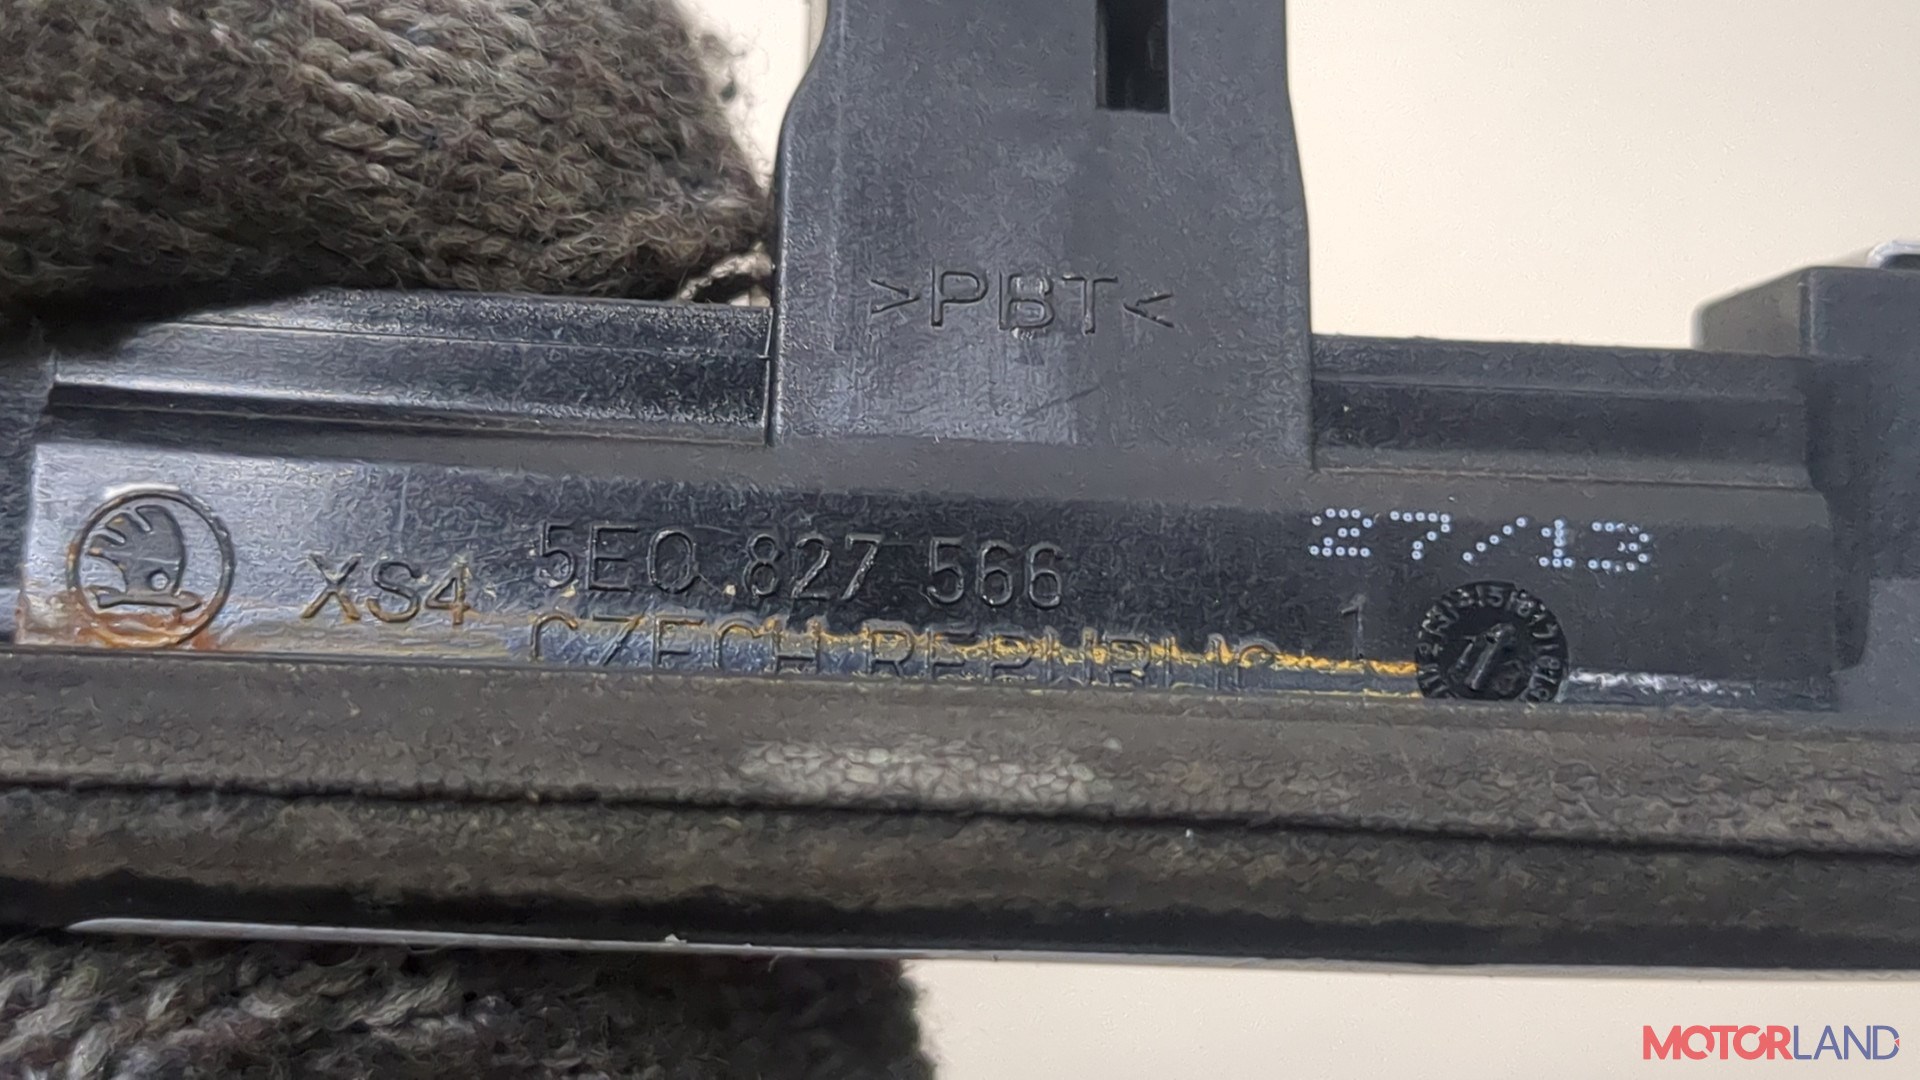 >PBT<
XS4 5E0 827 566 27/13
CZECH REPUBLIC 1
MOTORLAND